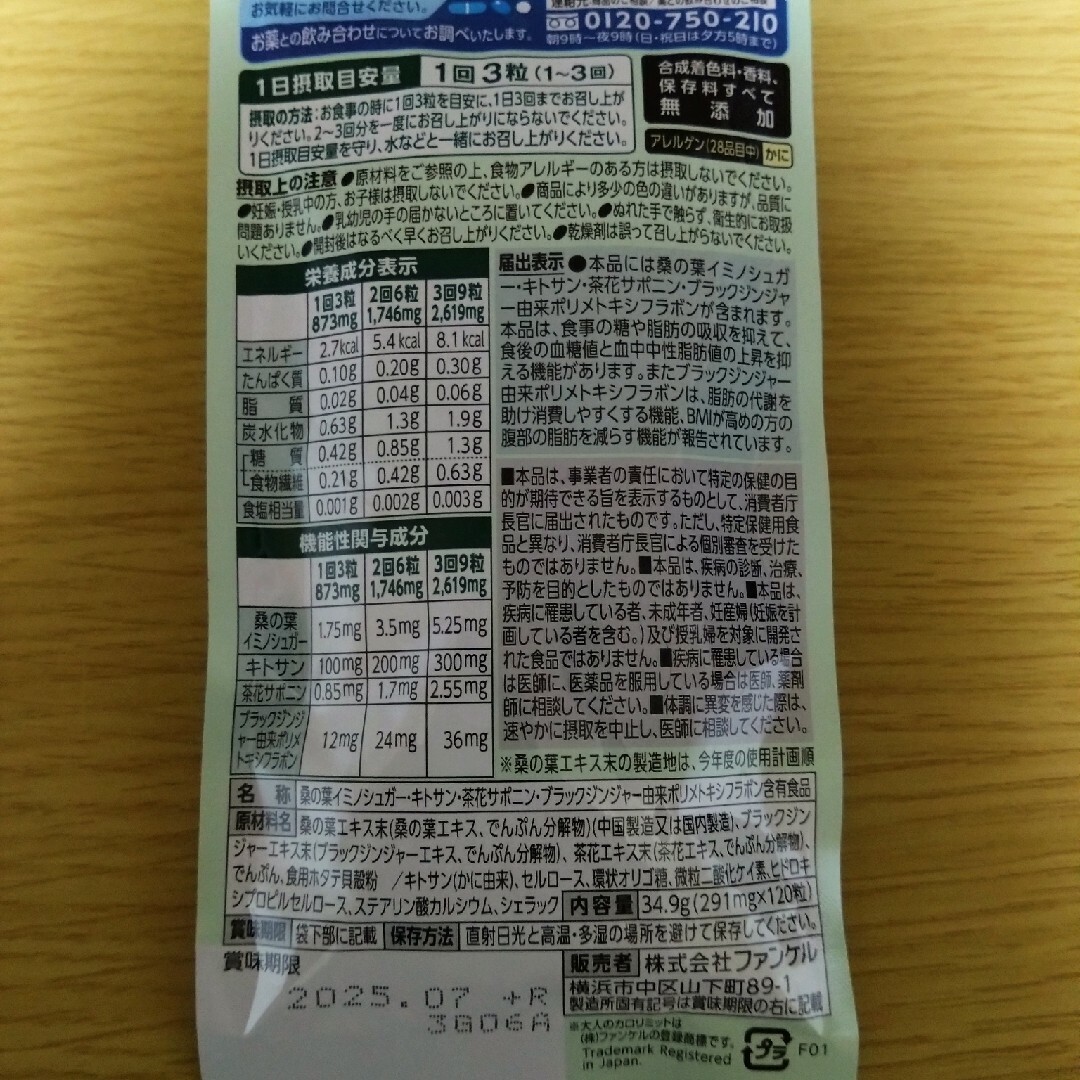 お気軽にお問合せください。
お薬との飲み合わせについてお調べいたします。
0120-750-210
朝9時〜夜9時(日・祝日は夕方5時まで)
1日摂取目安量 1回3粒(1~3回)
摂取の方法:お食事の時に1回3粒を目安に、1日3回までお召し上が
りください。2~3回分を一度にお召し上がりにならないでください。
1日摂取目安量を守り、水などと一緒にお召し上がりください。
合成着色料・香料、
保存料すべて
無添加
アレルゲン(28品目中) かに
摂取上の注意 ●原材料をご参照の上、食物アレルギーのある方は摂取しないでください。
●妊娠・授乳中の方、お子様は摂取しないでください。●商品により多少の色の違いがありますが、品質に
問題ありません。●乳幼児の手の届かないところに置いてください。●ぬれた手で触らず、衛生的にお取扱
いください。●開封後はなるべく早くお召し上がりください。●乾燥剤は誤って召し上がらないでください。
栄養成分表示
1回3粒 2回6粒 3回9粒
873mg 1,746mg 2,619mg
エネルギー 2.7kcal 5.4kcal 8.1kcal
たんぱく質 0.10g 0.20g 0.30g
脂質 0.02g 0.04g 0.06g
炭水化物 0.63g 1.3g 1.9g
糖質 0.42g 0.85g 1.3g
食物繊維 0.21g 0.42g 0.63g
食塩相当量 0.001g 0.002g 0.003g
機能性関与成分
1回3粒 2回6粒 3回9粒
873mg 1,746mg 2,619mg
桑の葉
イミノシュガー 1.75mg 3.5mg 5.25mg
キトサン 100mg 200mg 300mg
茶花サポニン 0.85mg 1.7mg 2.55mg
ブラックジンジ
ャー由来ポリメ
トキシフラボン 12mg 24mg 36mg
届出表示 ●本品には桑の葉イミノシュガ
ー・キトサン・茶花サポニン・ブラックジンジャ
ー由来ポリメトキシフラボンが含まれます。
本品は、食事の糖や脂肪の吸収を抑えて、
食後の血糖値と血中中性脂肪値の上昇を抑
える機能があります。またブラックジンジャー
由来ポリメトキシフラボンは、脂肪の代謝を
助け消費しやすくする機能、BMIが高めの方の
腹部の脂肪を減らす機能が報告されています。
■本品は、事業者の責任において特定の保健の目
的が期待できる旨を表示するものとして、消費者庁
長官に届出されたものです。ただし、特定保健用食
品と異なり、消費者庁長官による個別審査を受けた
ものではありません。■本品は、疾病の診断、治療、
予防を目的としたものではありません。■本品は、
疾病に罹患している者、未成年者、妊産婦(妊娠を計
画している者を含む。)及び授乳婦を対象に開発さ
れた食品ではありません。■疾病に罹患している場合
は医師に、医薬品を服用している場合は医師、薬剤
師に相談してください。■体調に異変を感じた際は、
速やかに摂取を中止し、医師に相談してください。
※桑の葉エキス末の製造地は、今年度の使用計画順
名称 桑の葉イミノシュガー・キトサン・茶花サポニン・ブラックジンジャー由来ポリメトキシフラボン含有食品
原材料名 桑の葉エキス末(桑の葉エキス、でんぷん分解物)(中国製造又は国内製造)、ブラックジン
ジャーエキス末(ブラックジンジャーエキス、でんぷん分解物)、茶花エキス末(茶花エキス、でんぷん分解物)、
でんぷん、食用ホタテ貝殻粉 /キトサン(かに由来)、セルロース、環状オリゴ糖、微粒二酸化ケイ素、ヒドロキ
シプロピルセルロース、ステアリン酸カルシウム、シェラック 内容量 34.9g(291mg×120粒)
賞味期限 袋下部に記載 保存方法 直射日光と高温・多湿の場所を避けて保存してください。
賞味期限
2025.07 +R
3G06A
販売者 株式会社ファンケル
横浜市中区山下町89-1
製造所固有記号は賞味期限の右に記載
※大人のカロリミットは
(株)ファンケルの登録商標です。
Trademark Registered
in Japan.
プラ F01